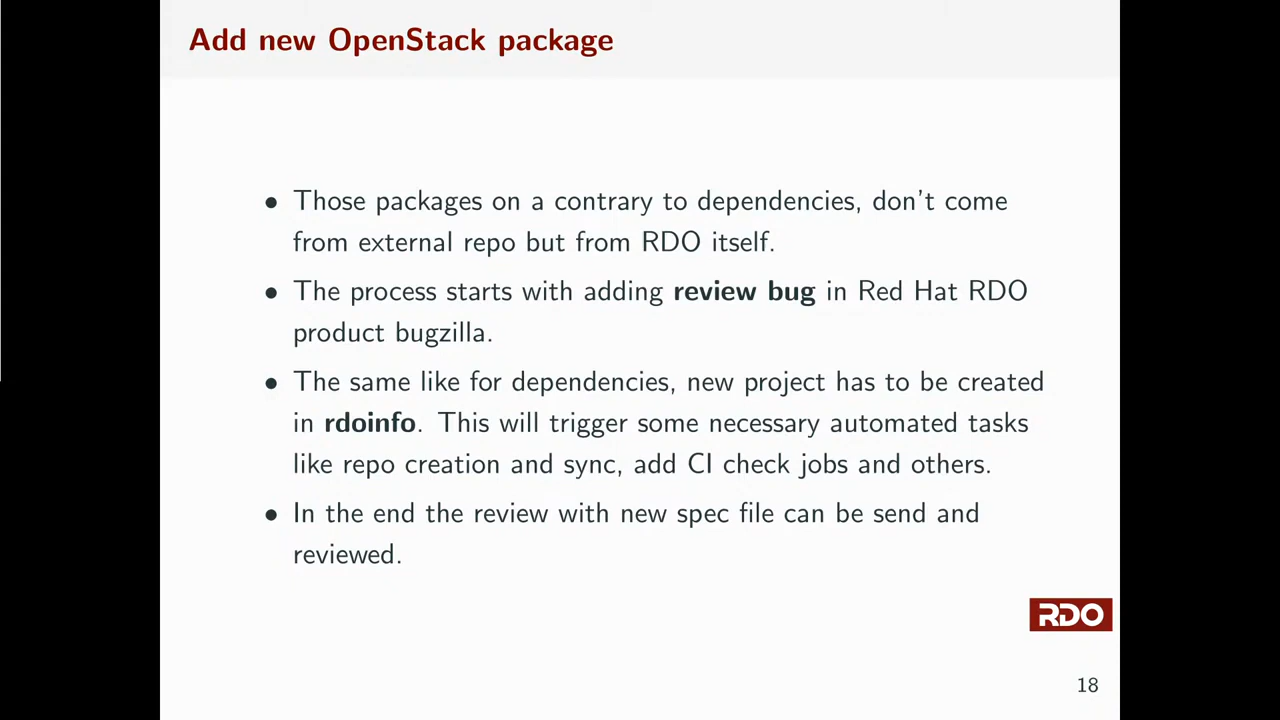 Add new OpenStack package
• Those packages on a contrary to dependencies, don't come
from external repo but from RDO itself.
• The process starts with adding review bug in Red Hat RDO
product bugzilla.
• The same like for dependencies, new project has to be created
in rdoinfo. This will trigger some necessary automated tasks
like repo creation and sync, add CI check jobs and others.
• In the end the review with new spec file can be send and
reviewed.
RDO
18